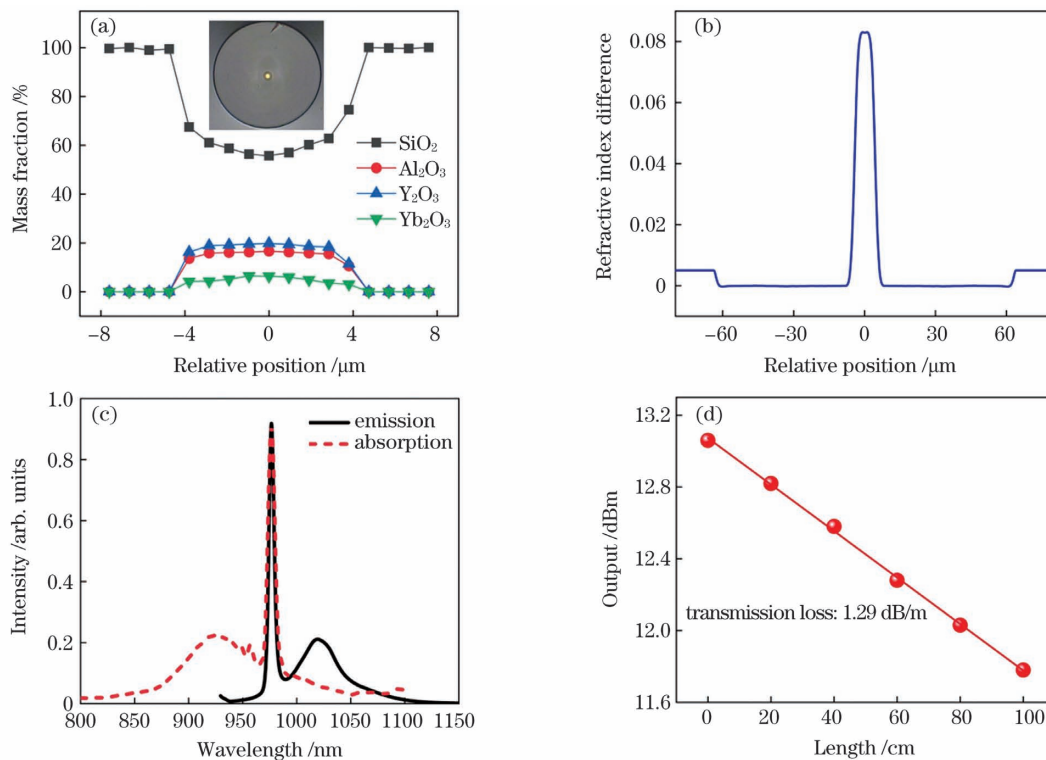 (a)
100
80
60
40
20
0
Mass fraction /%
SiO₂
Al₂O₃
Y₂O₃
Yb₂O₃
−8 −4 0 4 8
Relative position /μm
(b)
0.08
0.06
0.04
0.02
0
Refractive index difference
−60 −30 0 30 60
Relative position /μm
(c)
1.0
0.8
0.6
0.4
0.2
0
Intensity /arb. units
emission
absorption
800 850 900 950 1000 1050 1100 1150
Wavelength /nm
(d)
13.2
12.8
12.4
12.0
11.6
Output /dBm
transmission loss: 1.29 dB/m
0 20 40 60 80 100
Length /cm